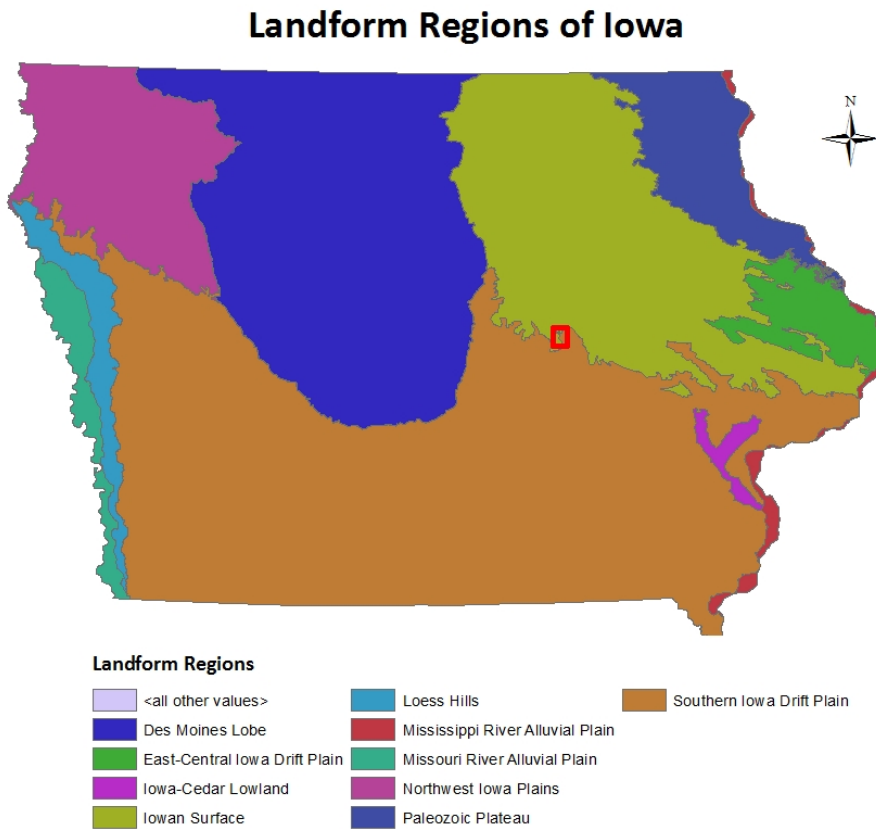 Landform Regions of Iowa
N
Landform Regions
<all other values>
Des Moines Lobe
East-Central Iowa Drift Plain
Iowa-Cedar Lowland
Iowan Surface
Loess Hills
Mississippi River Alluvial Plain
Missouri River Alluvial Plain
Northwest Iowa Plains
Paleozoic Plateau
Southern Iowa Drift Plain